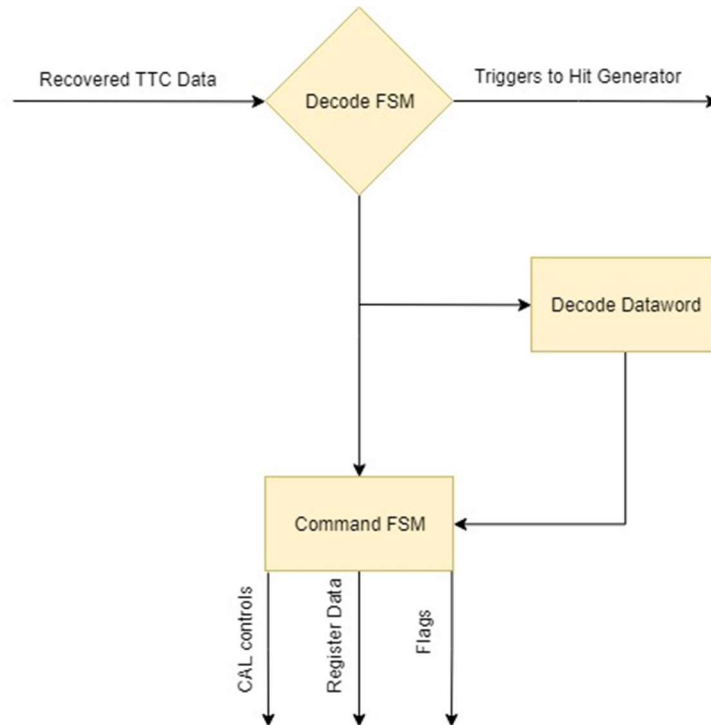 Recovered TTC Data
Decode FSM
Triggers to Hit Generator
Decode Dataword
Command FSM
CAL controls
Register Data
Flags